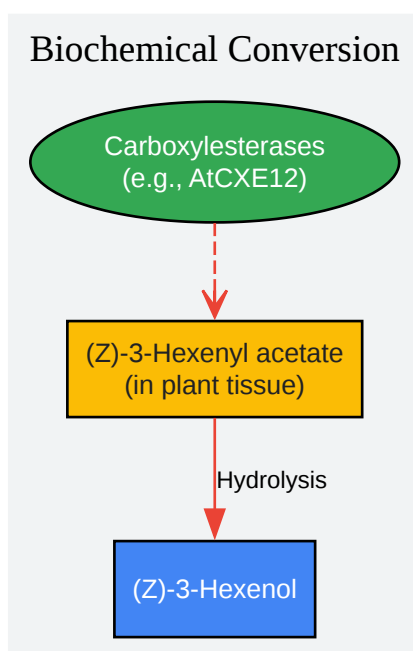 Biochemical Conversion
Carboxylesterases
(e.g., AtCXE12)
(Z)-3-Hexenyl acetate
(in plant tissue)
Hydrolysis
(Z)-3-Hexenol